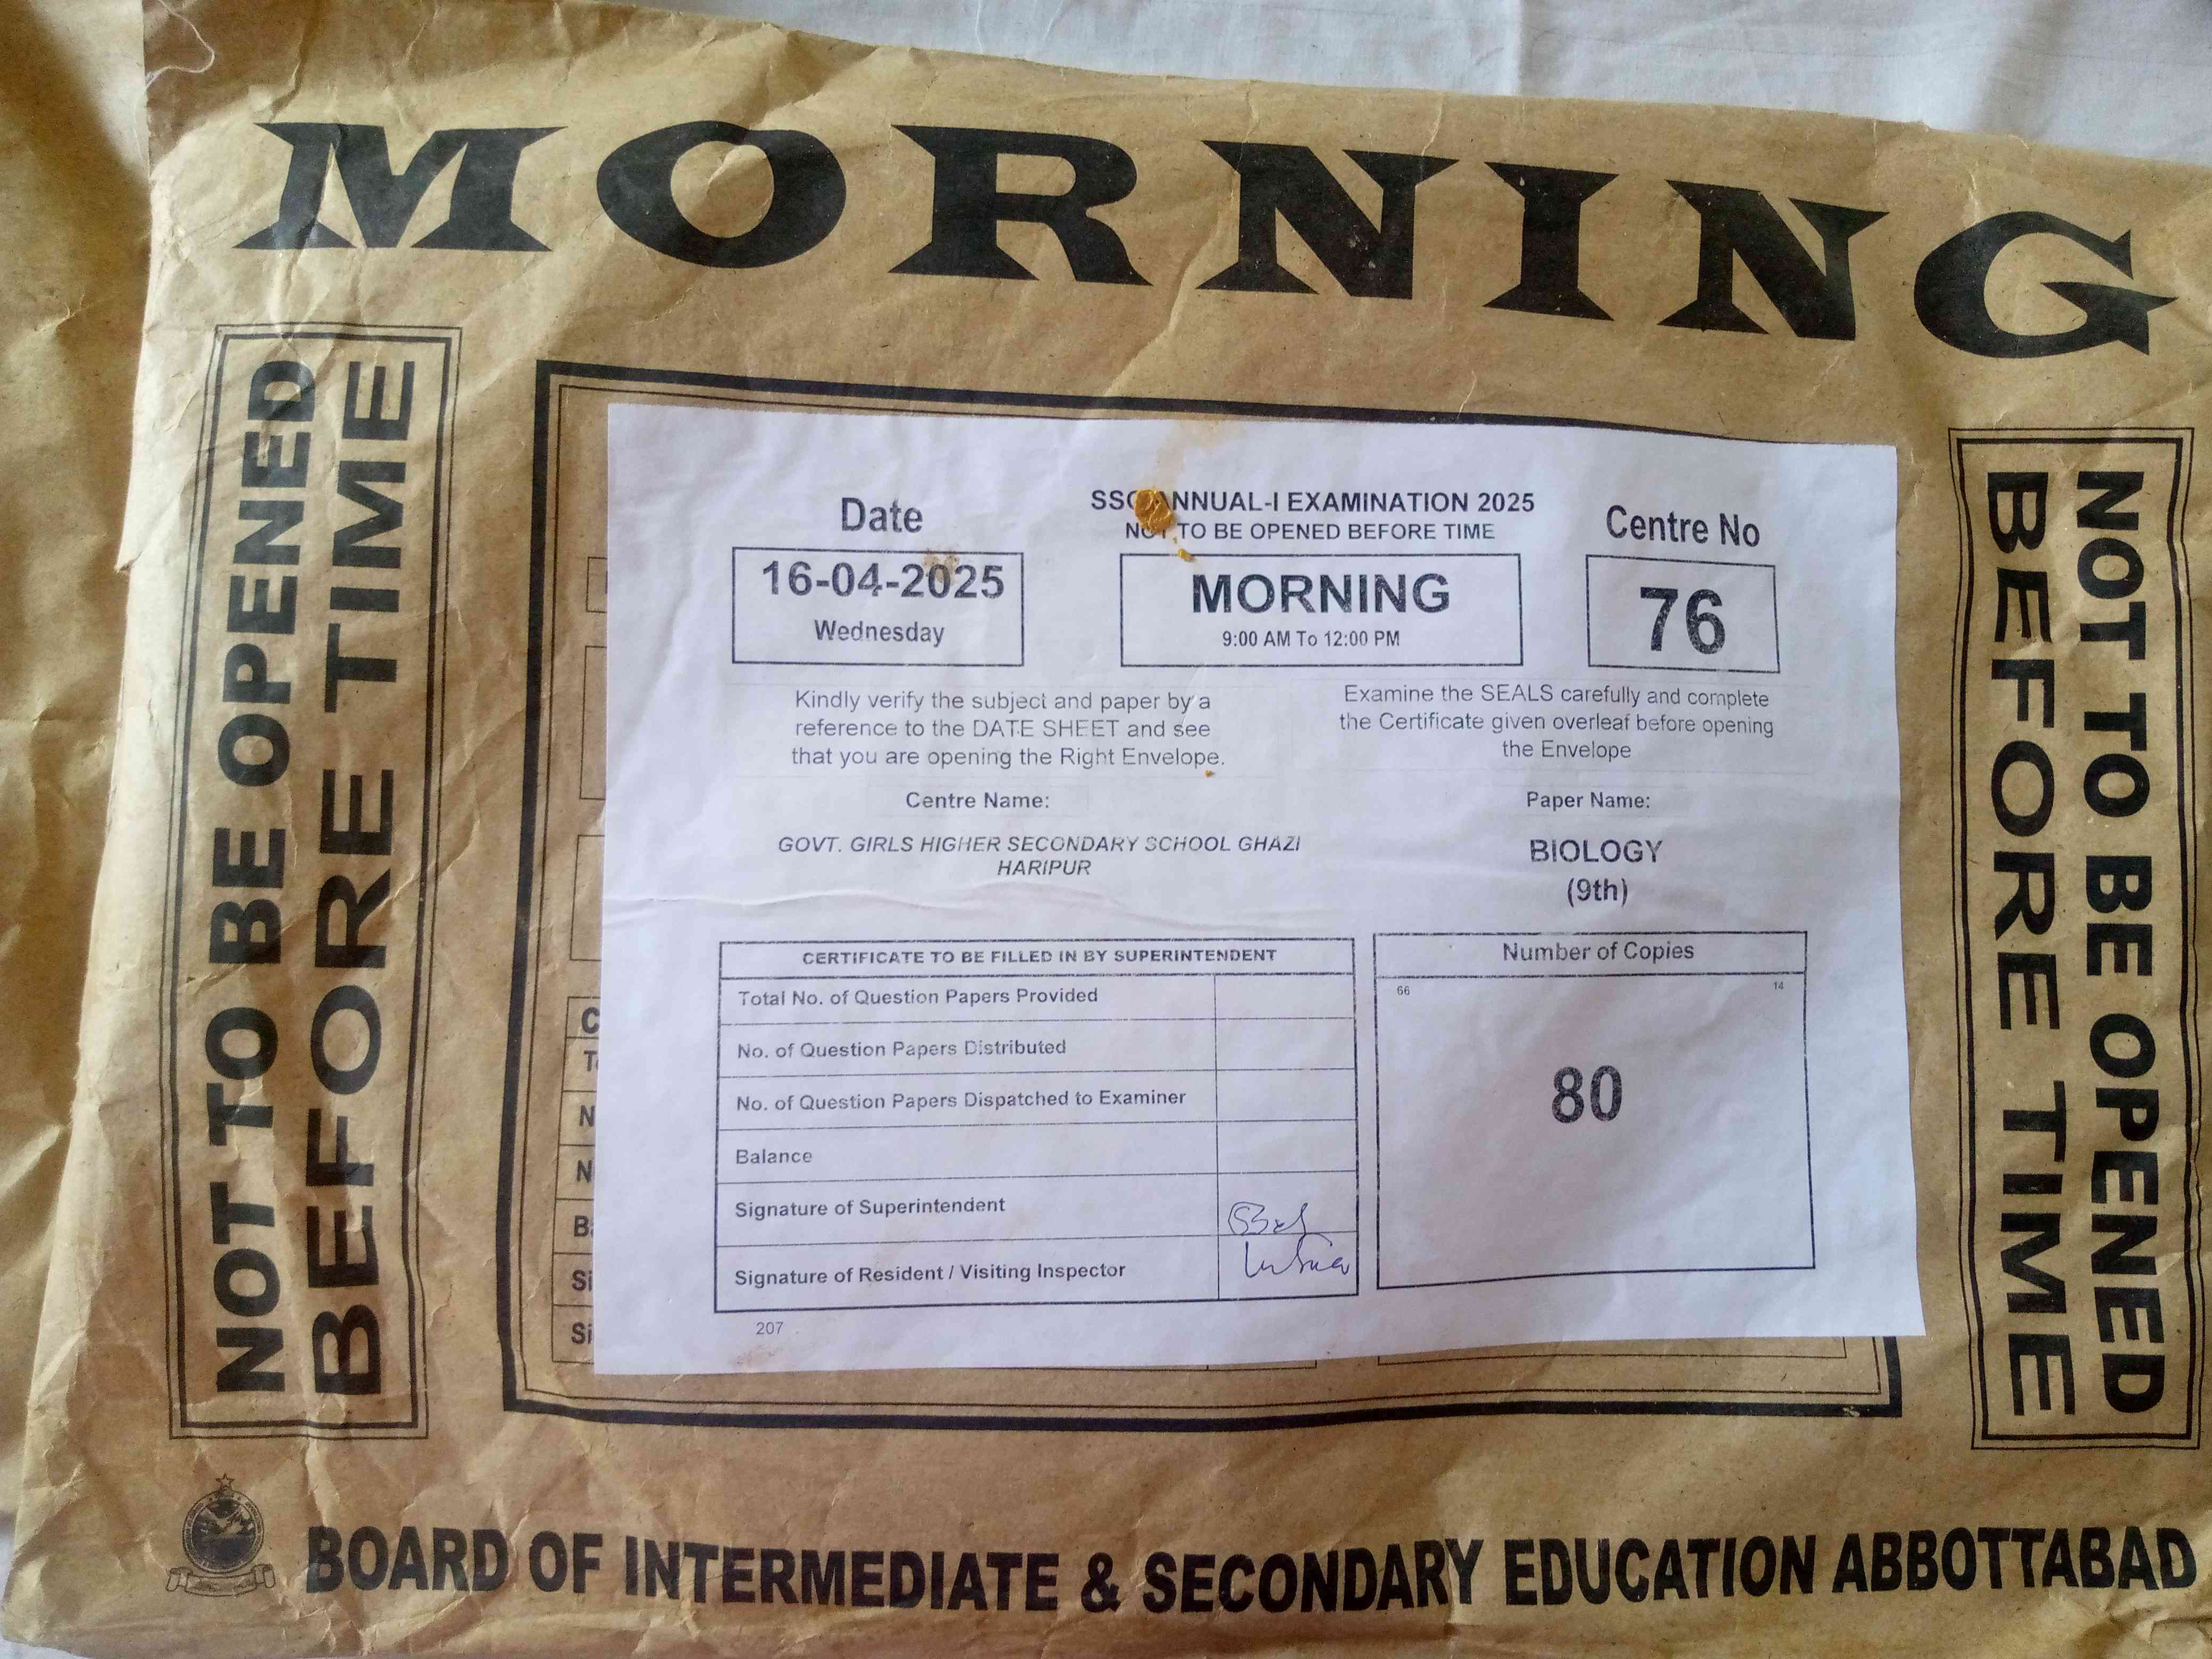 MORNING
NOT TO BE OPENED
BEFORE TIME
SSC ANNUAL-I EXAMINATION 2025
NOT TO BE OPENED BEFORE TIME
Date
16-04-2025
Wednesday
MORNING
9:00 AM To 12:00 PM
Centre No
76
Kindly verify the subject and paper by a
reference to the DATE SHEET and see
that you are opening the Right Envelope.
Examine the SEALS carefully and complete
the Certificate given overleaf before opening
the Envelope
Centre Name:
GOVT. GIRLS HIGHER SECONDARY SCHOOL GHAZI
HARIPUR
Paper Name:
BIOLOGY
(9th)
CERTIFICATE TO BE FILLED IN BY SUPERINTENDENT
Total No. of Question Papers Provided
No. of Question Papers Distributed
No. of Question Papers Dispatched to Examiner
Balance
Signature of Superintendent
Signature of Resident / Visiting Inspector
Number of Copies
66 14
80
207
NOT TO BE OPENED
BEFORE TIME
BOARD OF INTERMEDIATE & SECONDARY EDUCATION ABBOTTABAD